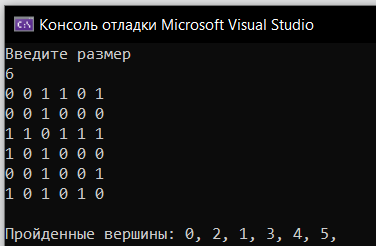 Консоль отладки Microsoft Visual Studio
Введите размер
6
0 0 1 1 0 1
0 0 1 0 0 0
1 1 0 1 1 1
1 0 1 0 0 0
0 0 1 0 0 1
1 0 1 0 1 0
Пройденные вершины: 0, 2, 1, 3, 4, 5,